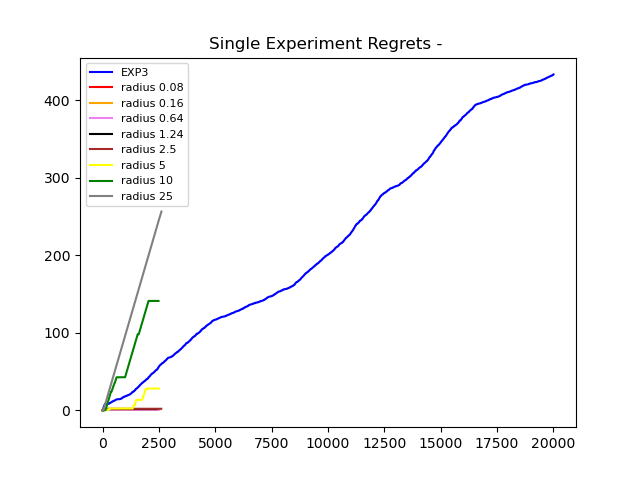 Single Experiment Regrets -
EXP3
radius 0.08
radius 0.16
radius 0.64
radius 1.24
radius 2.5
radius 5
radius 10
radius 25
400
300
200
100
0
0 2500 5000 7500 10000 12500 15000 17500 20000